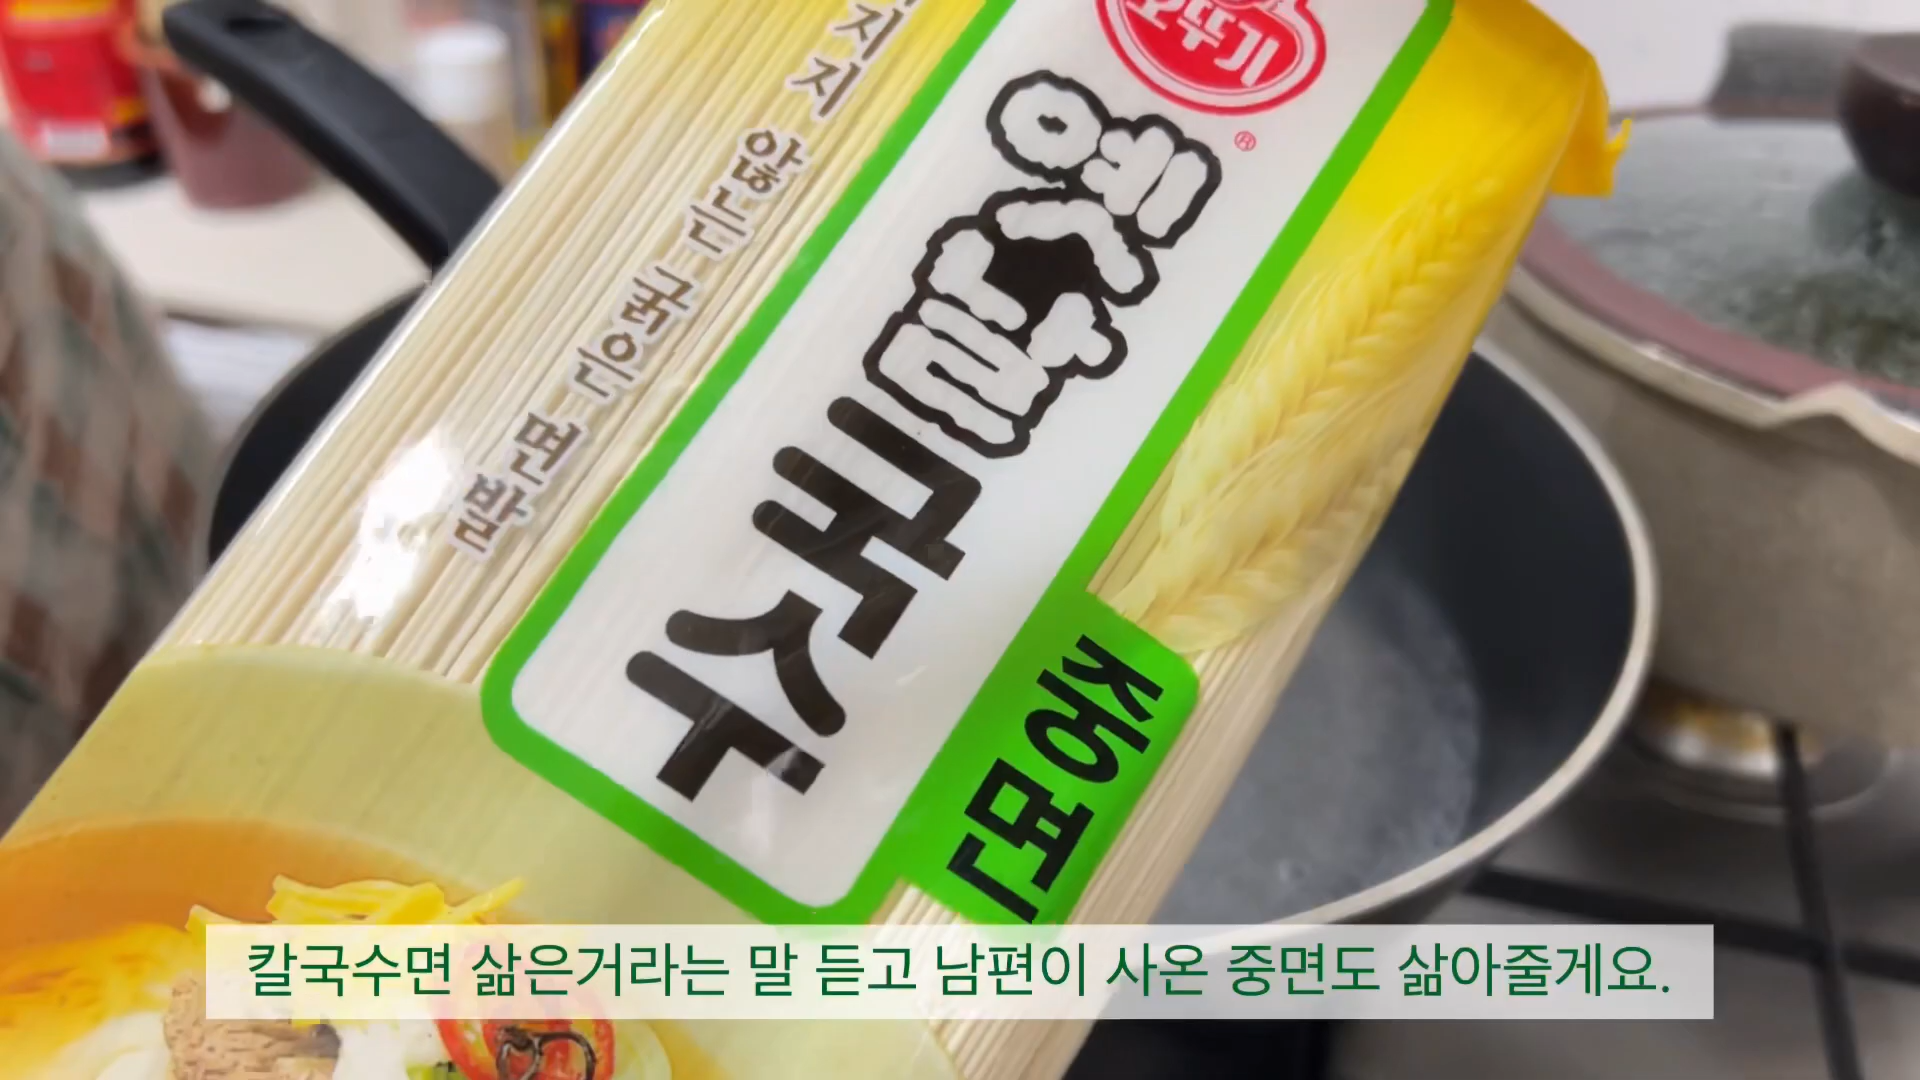 오뚜기
®
옛날
국수
중면
지지 않는 굵은 면발
칼국수면 삶은거라는 말 듣고 남편이 사온 중면도 삶아줄게요.